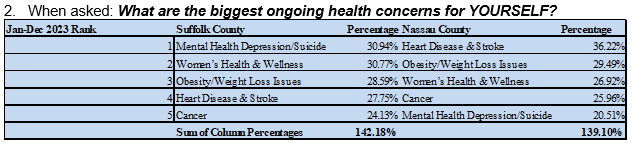 2. When asked: What are the biggest ongoing health concerns for YOURSELF?
Jan-Dec 2023 Rank Suffolk County Percentage Nassau County Percentage
1 Mental Health Depression/Suicide 30.94% Heart Disease & Stroke 36.22%
2 Women's Health & Wellness 30.77% Obesity/Weight Loss Issues 29.49%
3 Obesity/Weight Loss Issues 28.59% Women's Health & Wellness 26.92%
4 Heart Disease & Stroke 27.75% Cancer 25.96%
5 Cancer 24.13% Mental Health Depression/Suicide 20.51%
Sum of Column Percentages 142.18% 139.10%